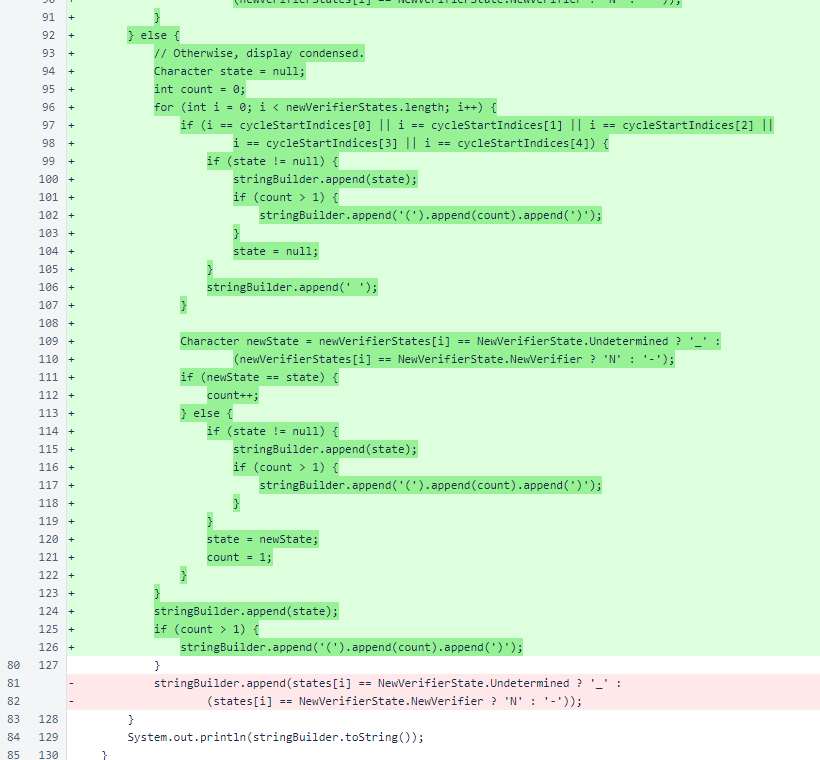 90 + (newVerifierStates[i] == NewVerifierState.NewVerifier ? 'N' : '-'));
91 + }
92 + } else {
93 + // Otherwise, display condensed.
94 + Character state = null;
95 + int count = 0;
96 + for (int i = 0; i < newVerifierStates.length; i++) {
97 + if (i == cycleStartIndices[0] || i == cycleStartIndices[1] || i == cycleStartIndices[2] ||
98 + i == cycleStartIndices[3] || i == cycleStartIndices[4]) {
99 + if (state != null) {
100 + stringBuilder.append(state);
101 + if (count > 1) {
102 + stringBuilder.append('(').append(count).append(')');
103 + }
104 + state = null;
105 + }
106 + stringBuilder.append(' ');
107 + }
108 +
109 + Character newState = newVerifierStates[i] == NewVerifierState.Undetermined ? '_' :
110 + (newVerifierStates[i] == NewVerifierState.NewVerifier ? 'N' : '-');
111 + if (newState == state) {
112 + count++;
113 + } else {
114 + if (state != null) {
115 + stringBuilder.append(state);
116 + if (count > 1) {
117 + stringBuilder.append('(').append(count).append(')');
118 + }
119 + }
120 + state = newState;
121 + count = 1;
122 + }
123 + }
124 + stringBuilder.append(state);
125 + if (count > 1) {
126 + stringBuilder.append('(').append(count).append(')');
80 127 }
81 - stringBuilder.append(states[i] == NewVerifierState.Undetermined ? '_' :
82 - (states[i] == NewVerifierState.NewVerifier ? 'N' : '-'));
83 128 }
84 129 System.out.println(stringBuilder.toString());
85 130 }